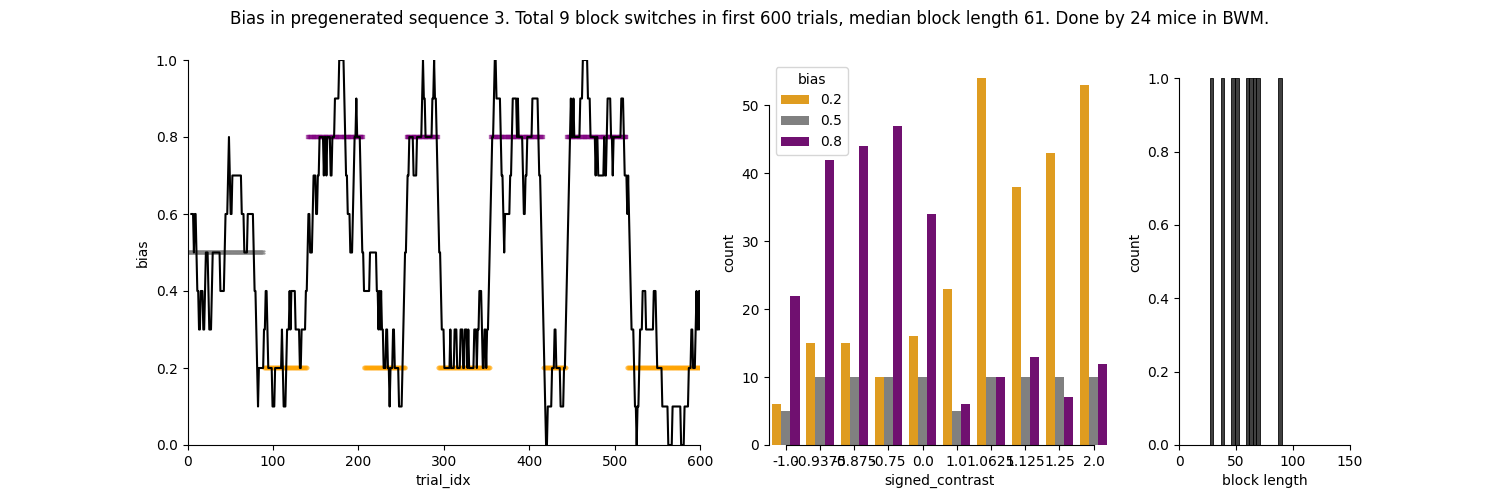 Bias in pregenerated sequence 3. Total 9 block switches in first 600 trials, median block length 61. Done by 24 mice in BWM.
1.0
0.8
0.6
0.4
0.2
0.0
bias
0 100 200 300 400 500 600
trial_idx
50
40
30
20
10
0
count
bias
0.2
0.5
0.8
-1.0 -0.9375 -0.875 -0.75 0.0 1.01 1.0625 1.125 1.25 2.0
signed_contrast
1.0
0.8
0.6
0.4
0.2
0.0
count
0 50 100 150
block length